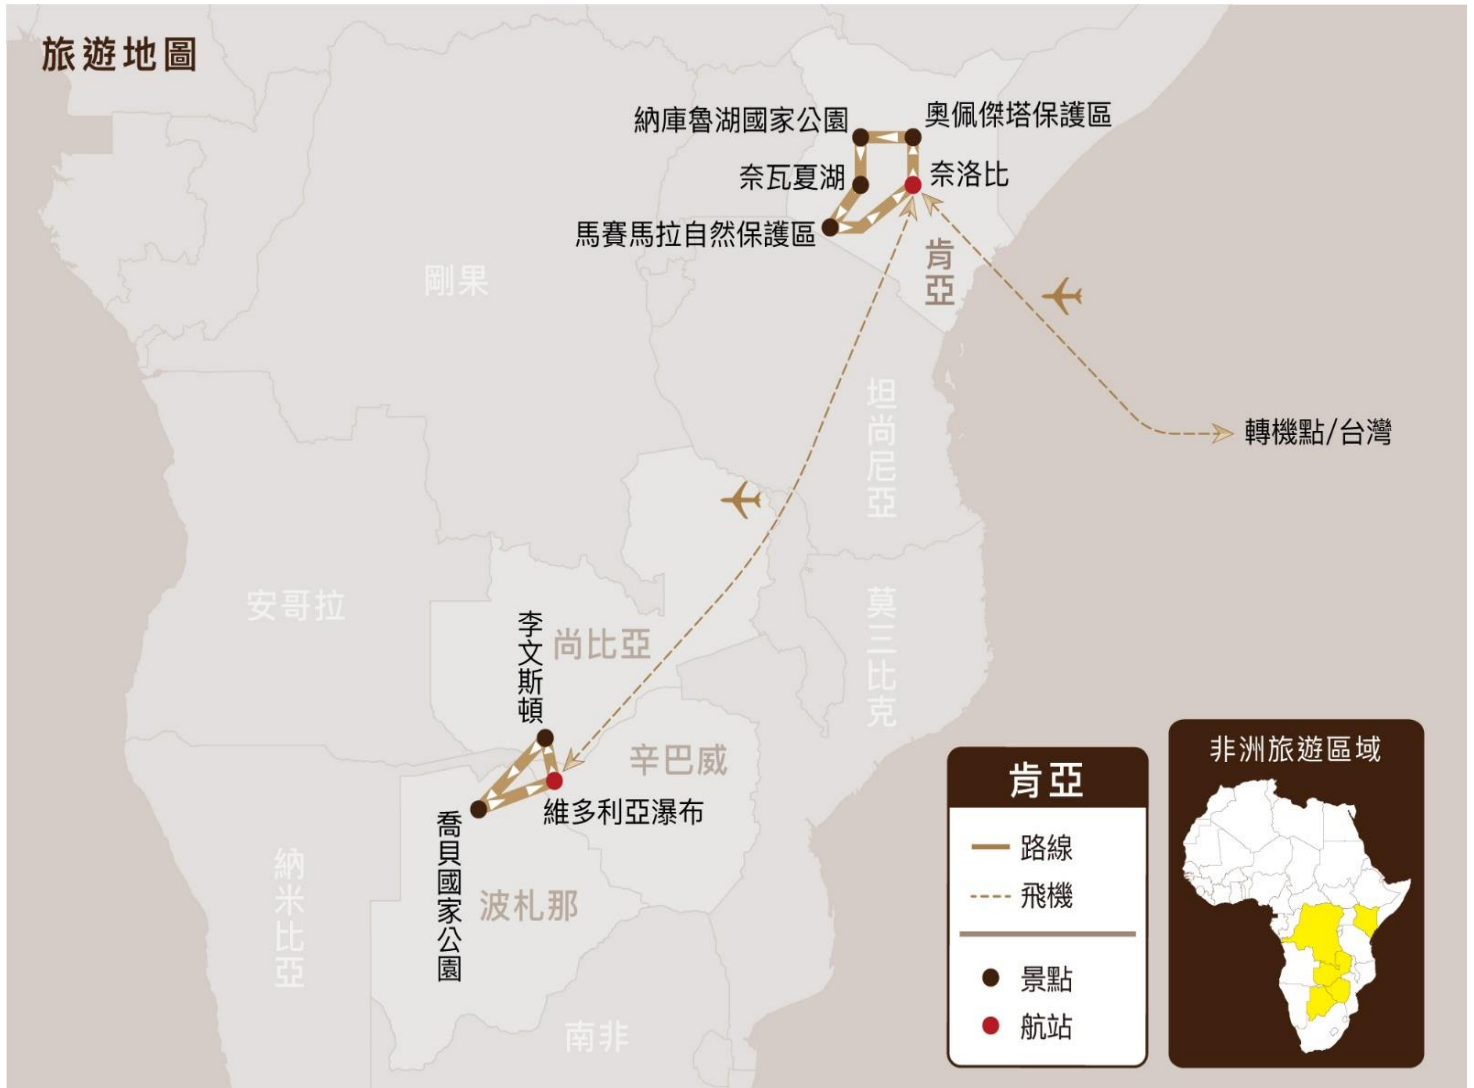 旅遊地圖
納庫魯湖國家公園
奧佩傑塔保護區
奈瓦夏湖
奈洛比
馬賽馬拉自然保護區
肯亞
剛果
坦尚尼亞
轉機點/台灣
安哥拉
李文斯頓
尚比亞
莫三比克
辛巴威
維多利亞瀑布
喬貝國家公園
波札那
納米比亞
南非
肯亞
路線
飛機
景點
航站
非洲旅遊區域